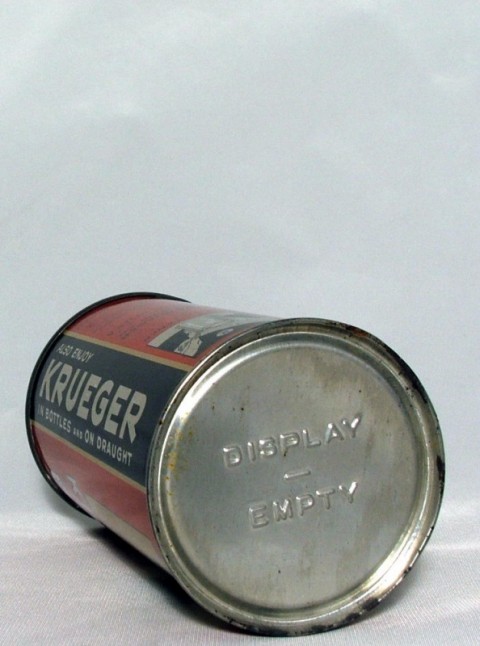 ALSO ENJOY
KRUEGER
IN BOTTLES AND ON DRAUGHT
DISPLAY
—
EMPTY